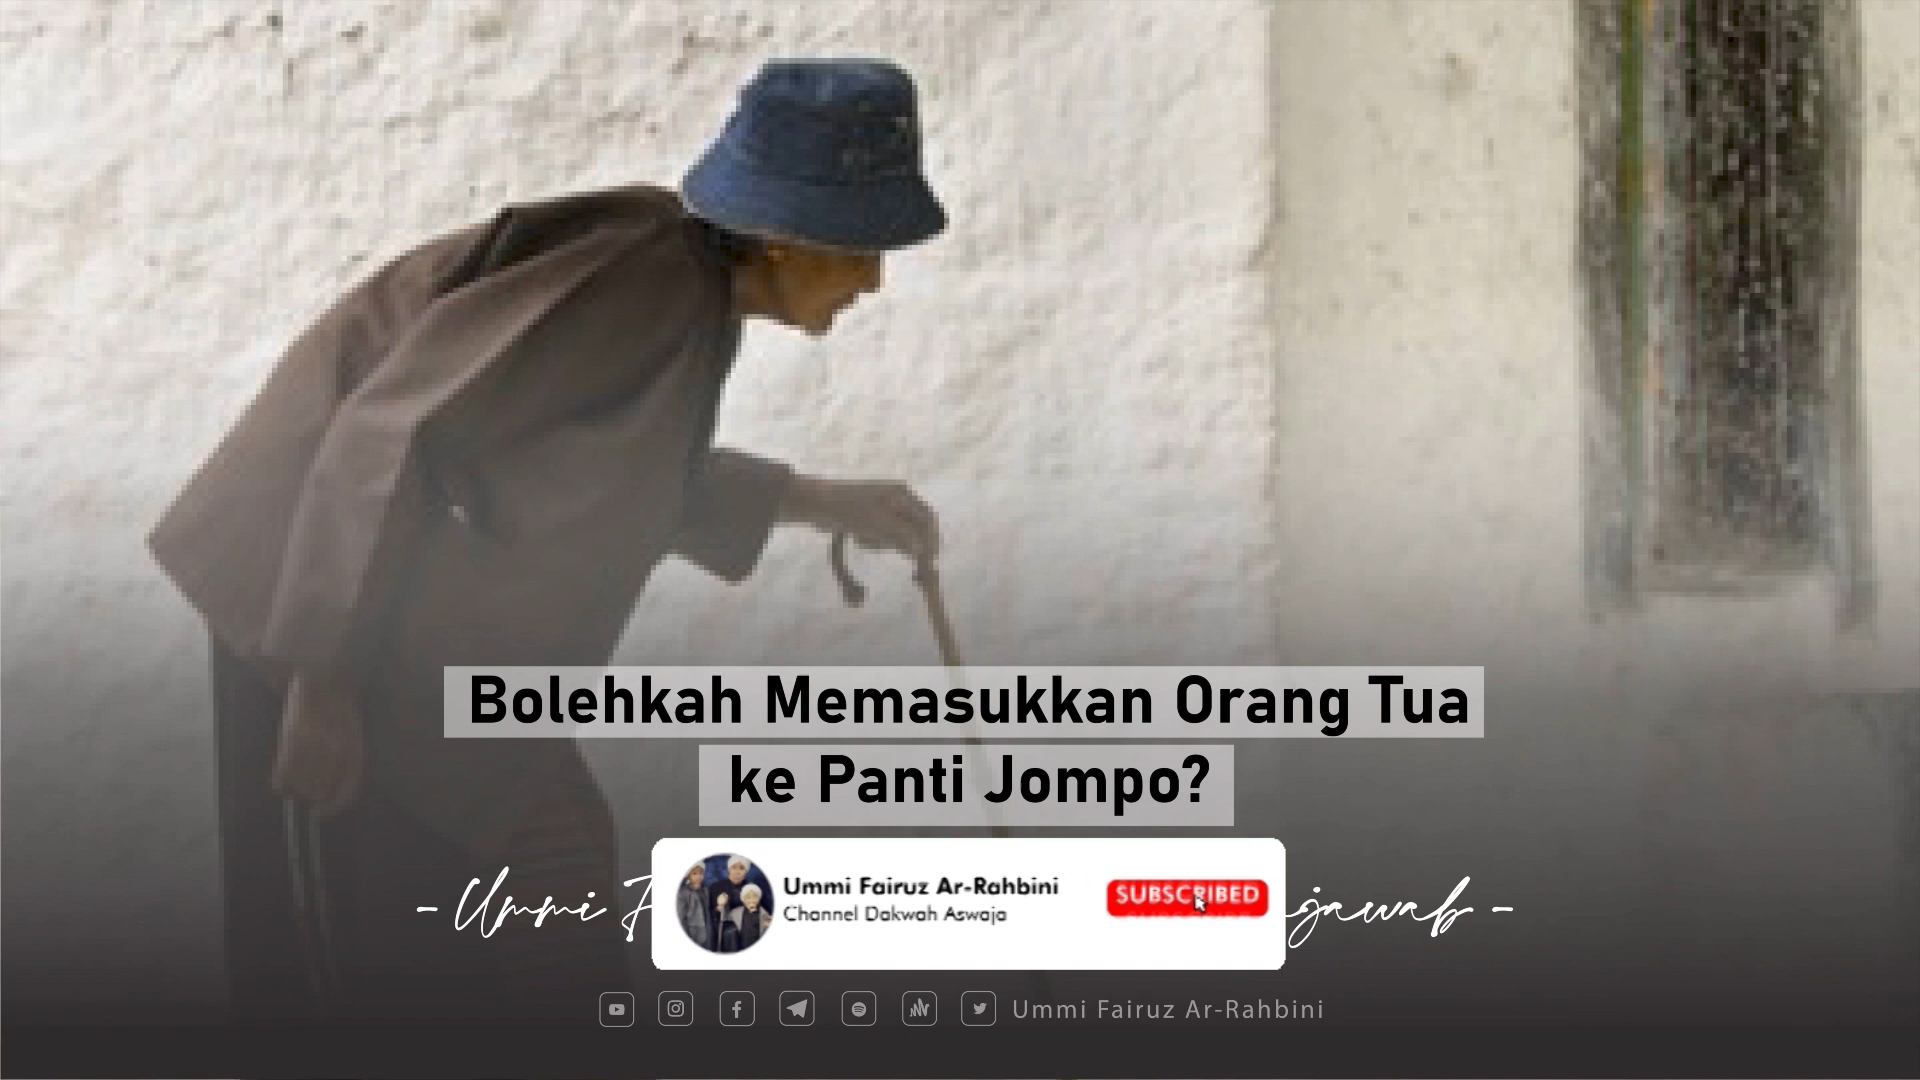 Bolehkah Memasukkan Orang Tua
ke Panti Jompo?
- Ummi
Ummi Fairuz Ar-Rahbini
Channel Dakwah Aswaja
SUBSCRIBED
Ummi Fairuz Ar-Rahbini